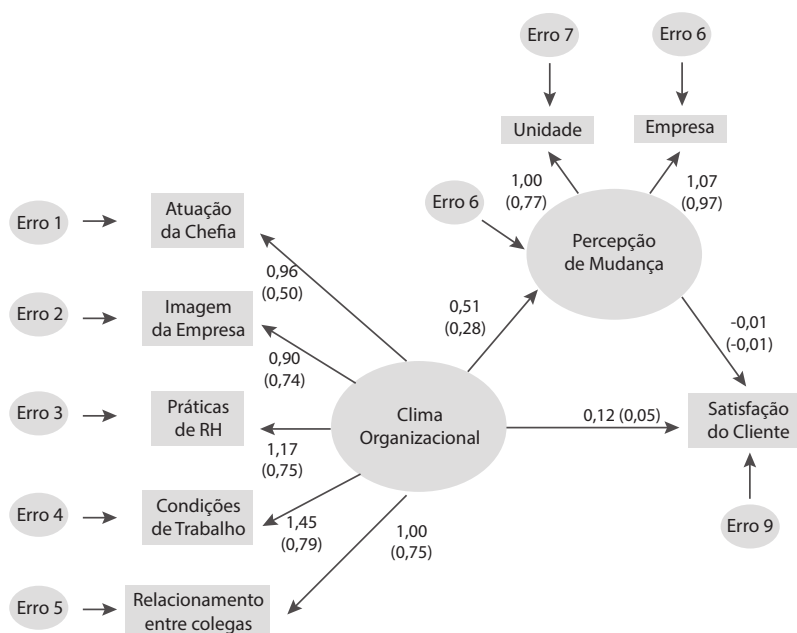 Erro 7
Erro 6
Unidade
Empresa
1,00
(0,77)
1,07
(0,97)
Erro 6
Percepção
de Mudança
Erro 1
Atuação
da Chefia
0,96
(0,50)
Erro 2
Imagem
da Empresa
0,90
(0,74)
0,51
(0,28)
-0,01
(-0,01)
Erro 3
Práticas
de RH
1,17
(0,75)
Clima
Organizacional
0,12 (0,05)
Satisfação
do Cliente
Erro 4
Condições
de Trabalho
1,45
(0,79)
1,00
(0,75)
Erro 9
Erro 5
Relacionamento
entre colegas